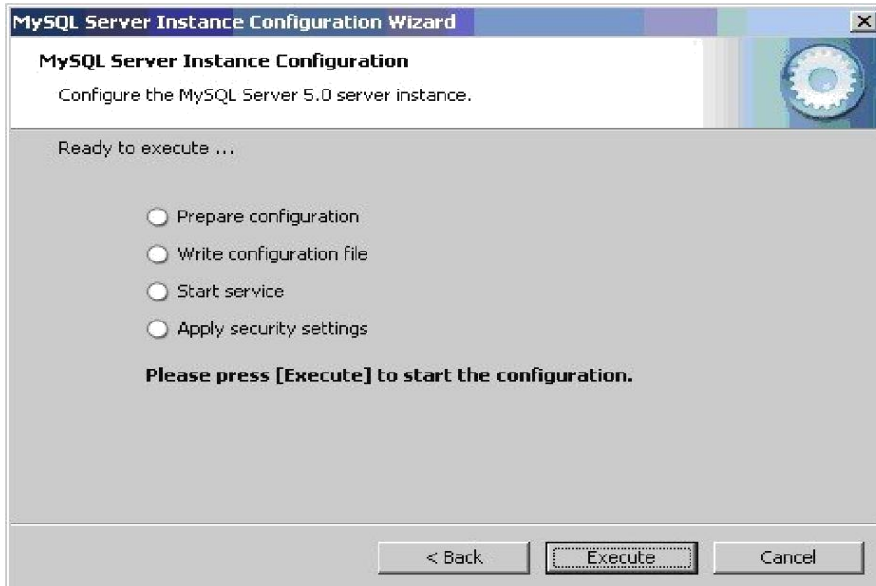 MySQL Server Instance Configuration Wizard
MySQL Server Instance Configuration
Configure the MySQL Server 5.0 server instance.
Ready to execute ...
Prepare configuration
Write configuration file
Start service
Apply security settings
Please press [Execute] to start the configuration.
< Back Execute Cancel